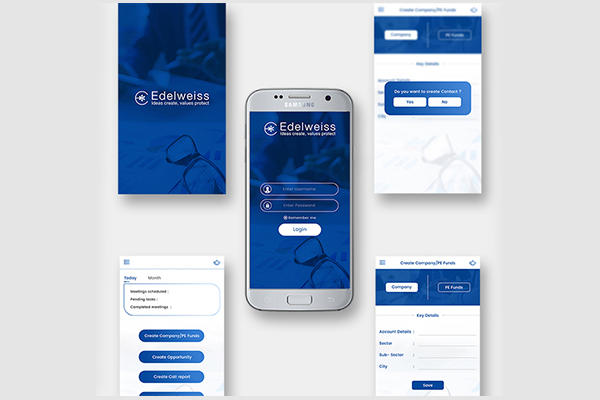 Edelweiss
Ideas create, values protect
SAMSUNG
Edelweiss
Ideas create, values protect
Enter Username
Enter Password
Remember me
Login
Create Company/PE Funds
Company
PE Funds
Key Details
Account Details
Do you want to create Contact ?
Yes
No
City
Today
Month
Meetings scheduled :
Pending tasks :
Completed meetings :
Create Company/PE Funds
Create Opportunity
Create Call report
Create Company/PE Funds
Company
PE Funds
Key Details
Account Details :
Sector :
Sub- Sector :
City :
Save